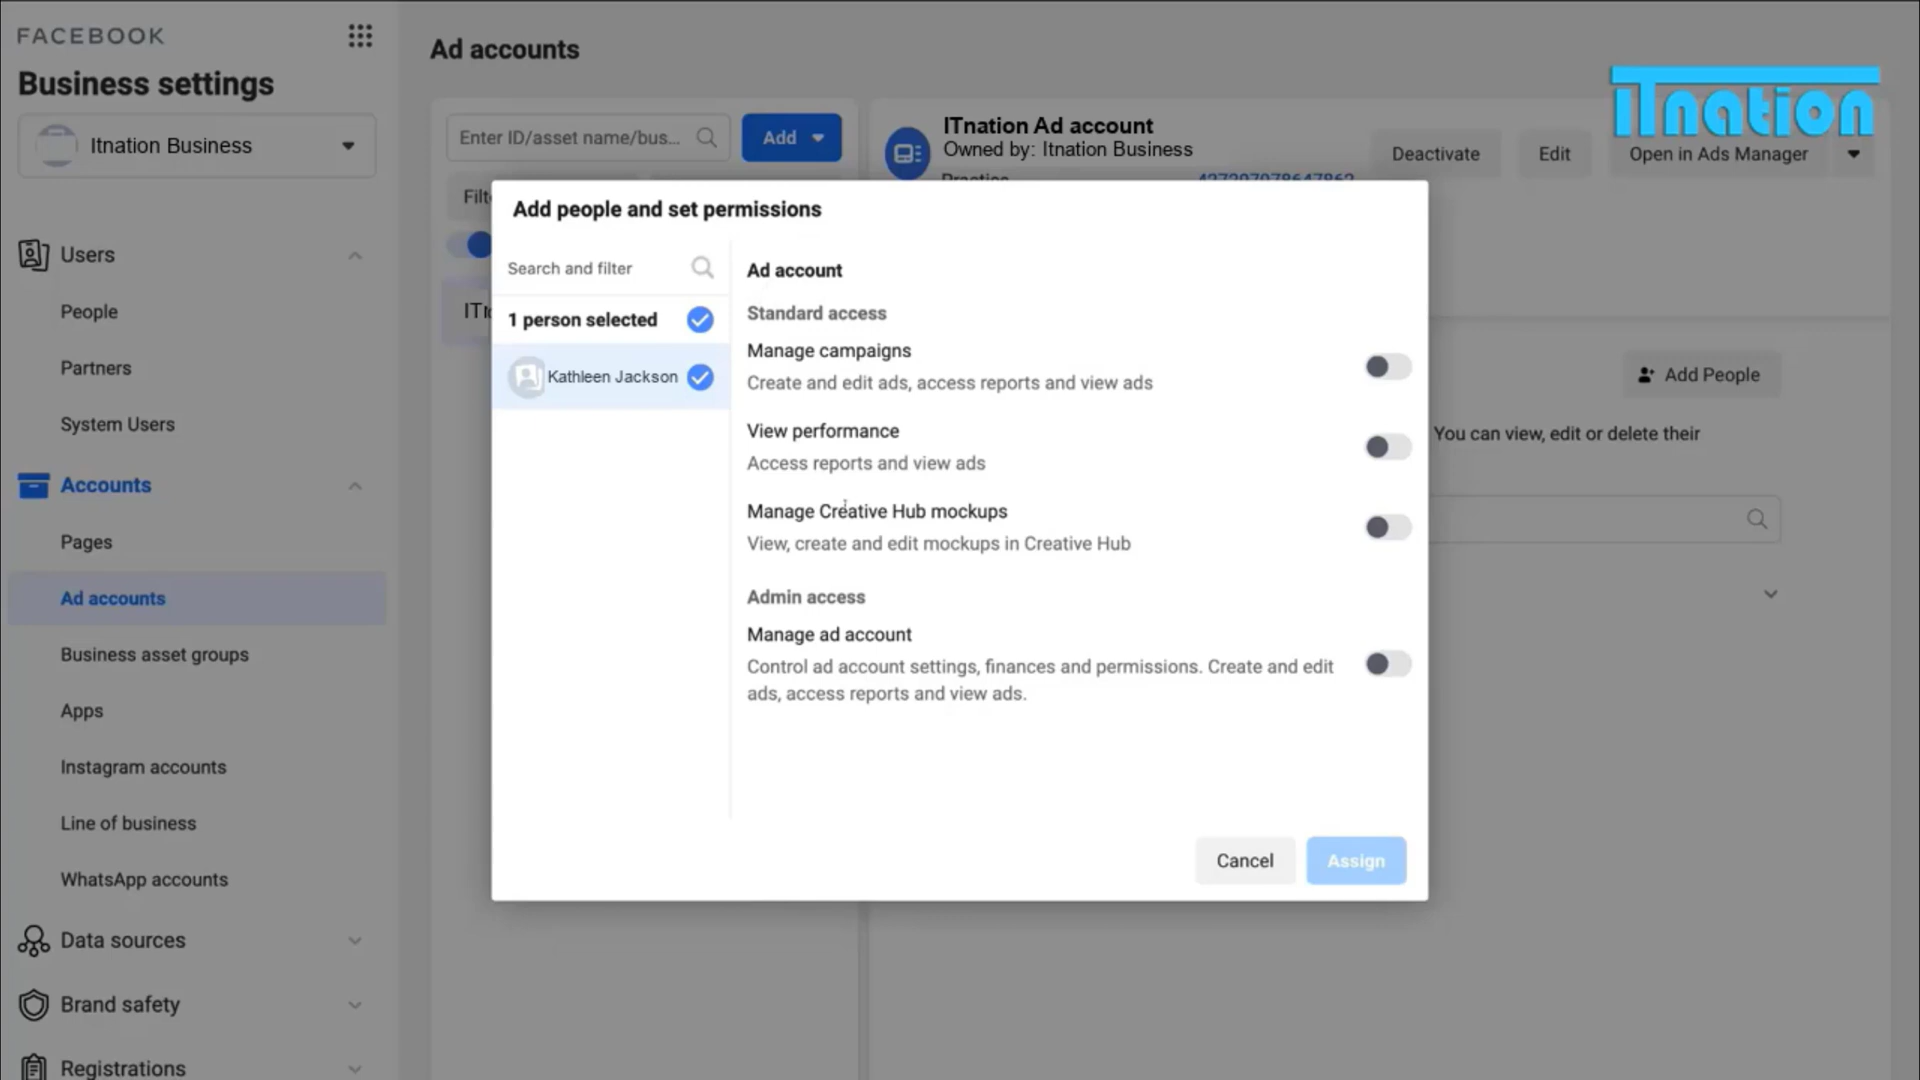 FACEBOOK
Business settings
Itnation Business
Users
People
Partners
System Users
Accounts
Pages
Ad accounts
Business asset groups
Apps
Instagram accounts
Line of business
WhatsApp accounts
Data sources
Brand safety
Registrations
Ad accounts
Enter ID/asset name/bus...
Add
ITnation Ad account
Owned by: Itnation Business
Deactivate
Edit
Open in Ads Manager
ITnation
Add People
You can view, edit or delete their
Add people and set permissions
Search and filter
1 person selected
Kathleen Jackson
Ad account
Standard access
Manage campaigns
Create and edit ads, access reports and view ads
View performance
Access reports and view ads
Manage Creative Hub mockups
View, create and edit mockups in Creative Hub
Admin access
Manage ad account
Control ad account settings, finances and permissions. Create and edit
ads, access reports and view ads.
Cancel
Assign